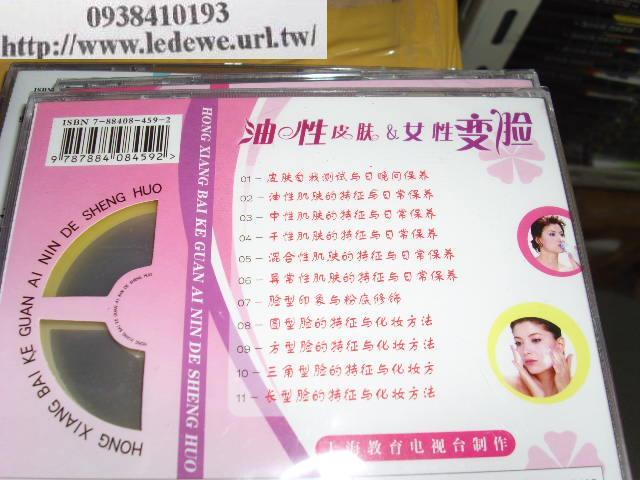 0938410193
http://www.ledewe.url.tw/
ISBN 7-88408-459-2
9 787884 084592 >
油性皮肤&女性变脸
01 - 皮肤自我测试与日晚间保养
02 - 油性肌肤的特征与日常保养
03 - 中性肌肤的特征与日常保养
04 - 干性肌肤的特征与日常保养
05 - 混合性肌肤的特征与日常保养
06 - 异常性肌肤的特征与日常保养
07 - 脸型印象与粉底修饰
08 - 圆型脸的特征与化妆方法
09 - 方型脸的特征与化妆方法
10 - 三角型脸的特征与化妆方
11 - 长型脸的特征与化妆方法
上海教育电视台制作
HONG XIANG BAI KE GUAN AI NIN DE SHENG HUO
HONG XIANG BAI KE GUAN AI NIN DE SHENG HUO